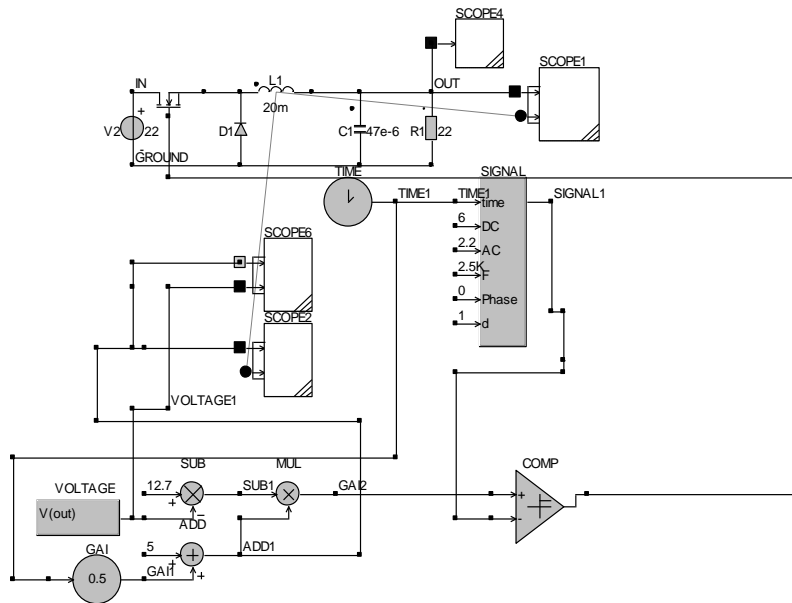 SCOPE4
IN
L1
OUT
SCOPE1
20m
+
V2 22
D1
C1 47e-6
R1 22
-
GROUND
TIME
SIGNAL
TIME1
TIME1
time
SIGNAL1
6
DC
2.2
AC
SCOPE6
2.5K
F
0
Phase
1
d
SCOPE2
VOLTAGE1
SUB
MUL
COMP
VOLTAGE
12.7
SUB1
GAI2
+
+
V(out)
-
-
ADD
GAI
5
ADD1
+
0.5
GAI1
+